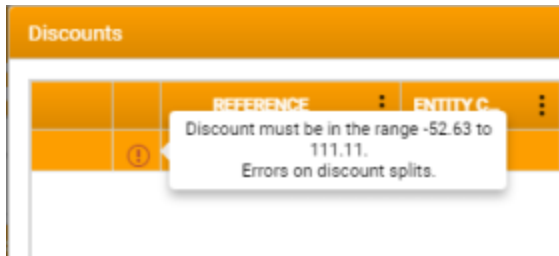 Discounts
REFERENCE ENTITY C...
Discount must be in the range -52.63 to
111.11.
Errors on discount splits.